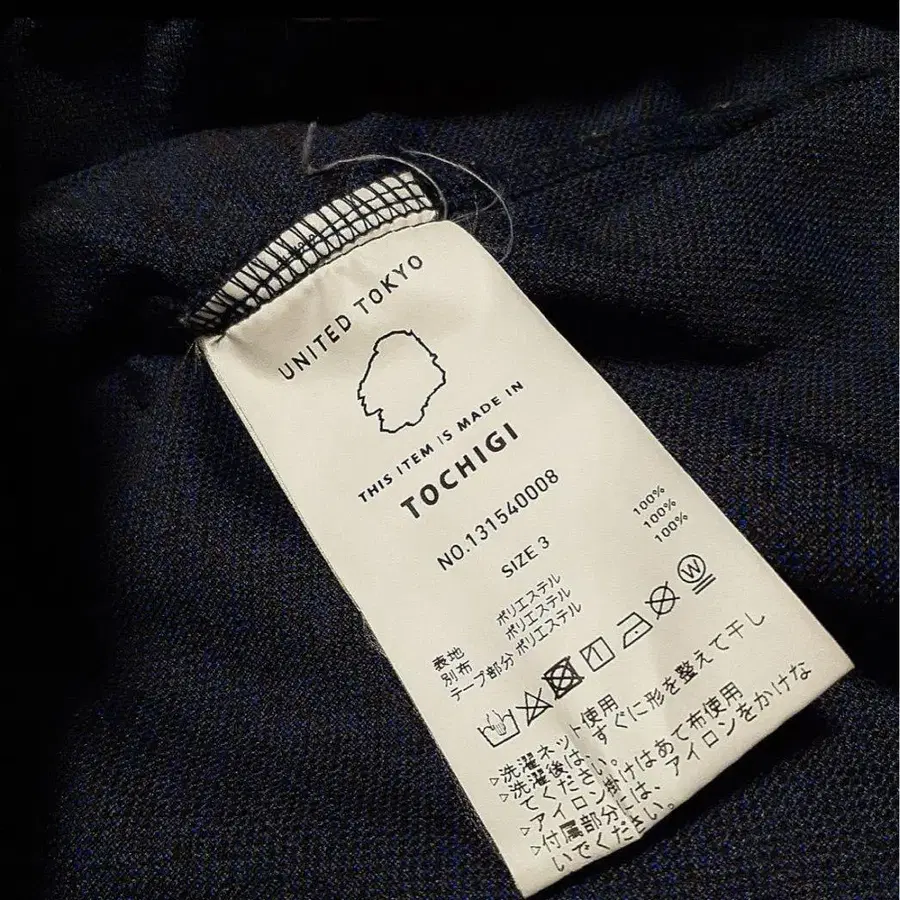 UNITED TOKYO
THIS ITEM IS MADE IN
TOCHIGI
NO.131540008
SIZE 3
表地 ポリエステル 100%
別布 ポリエステル 100%
テープ部分 ポリエステル 100%
W
▷洗濯ネット使用
▷洗濯後は、すぐに形を整えて干し
てください。
▷アイロン掛けはあて布使用
▷付属部分には、アイロンをかけな
いでください。